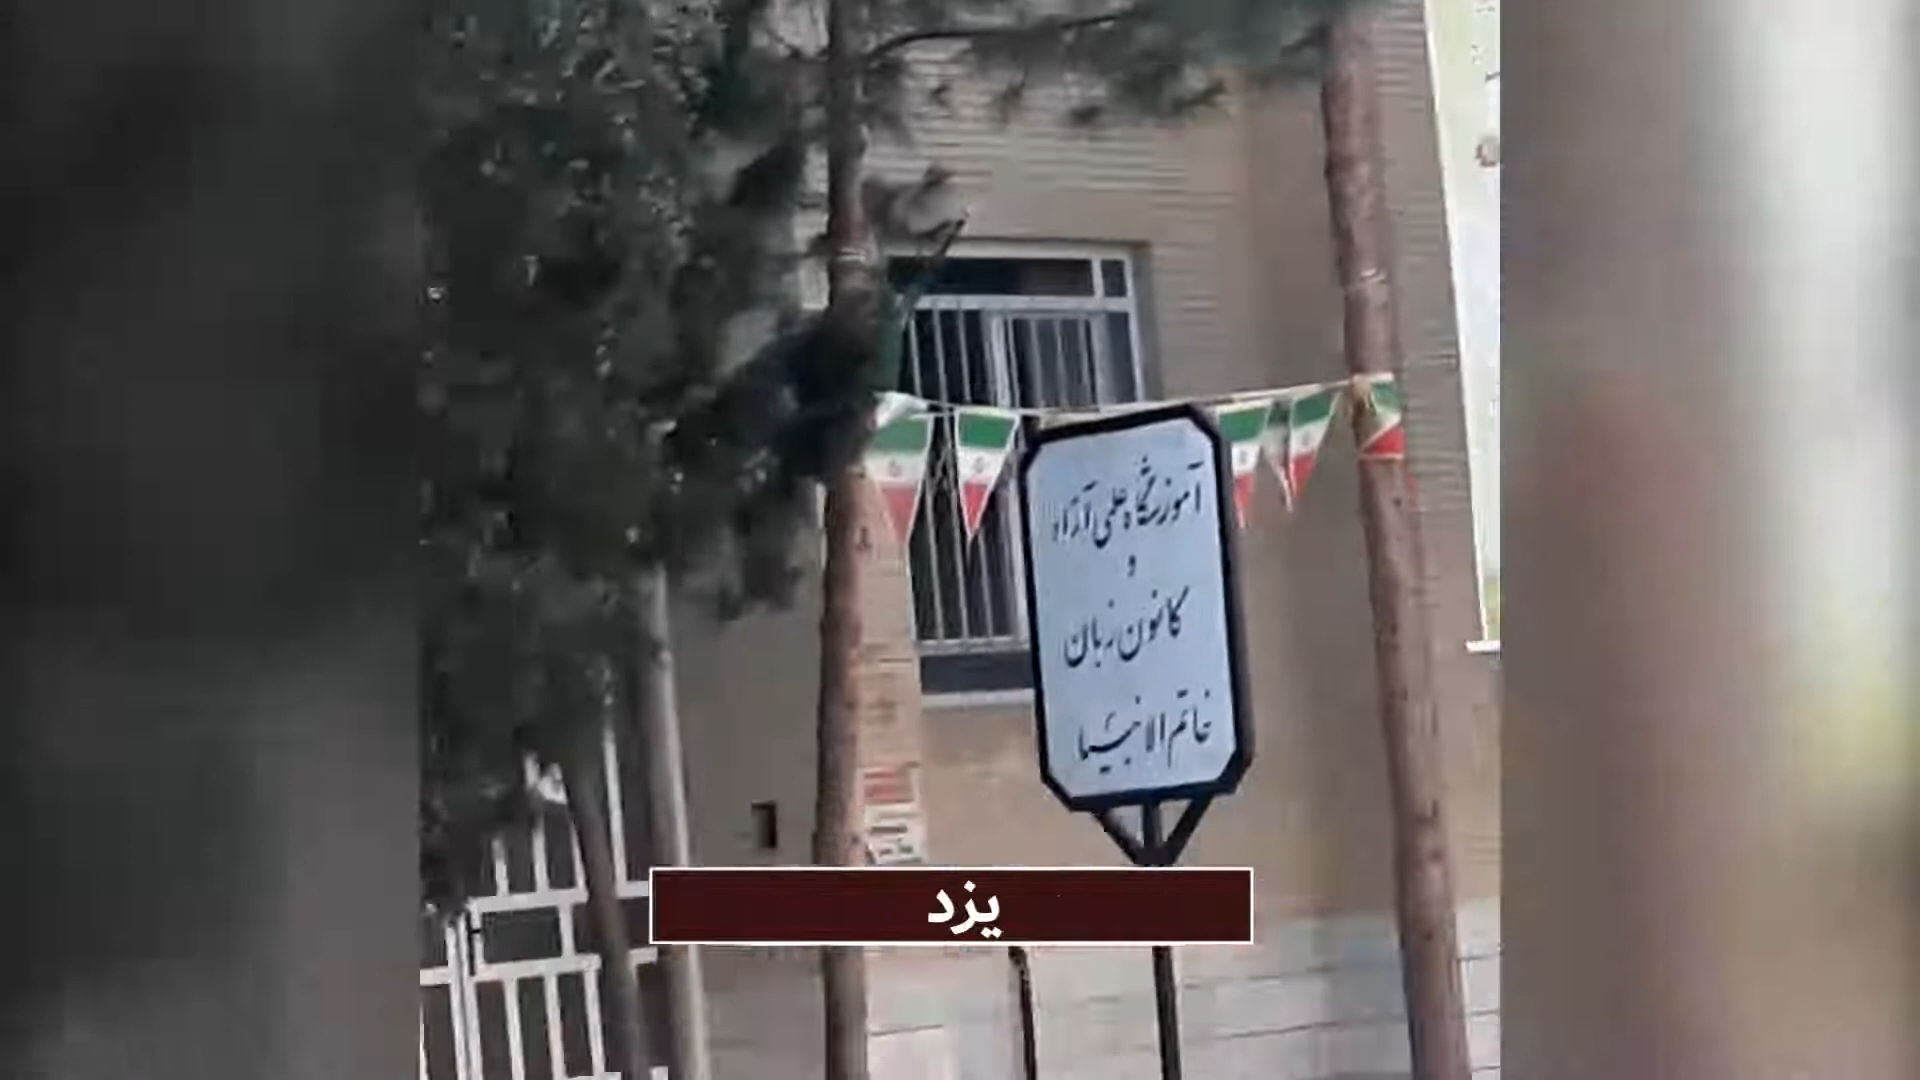 آموزشگاه علمی آزاد
و
کانون زبان
خاتم الانبیا
یزد